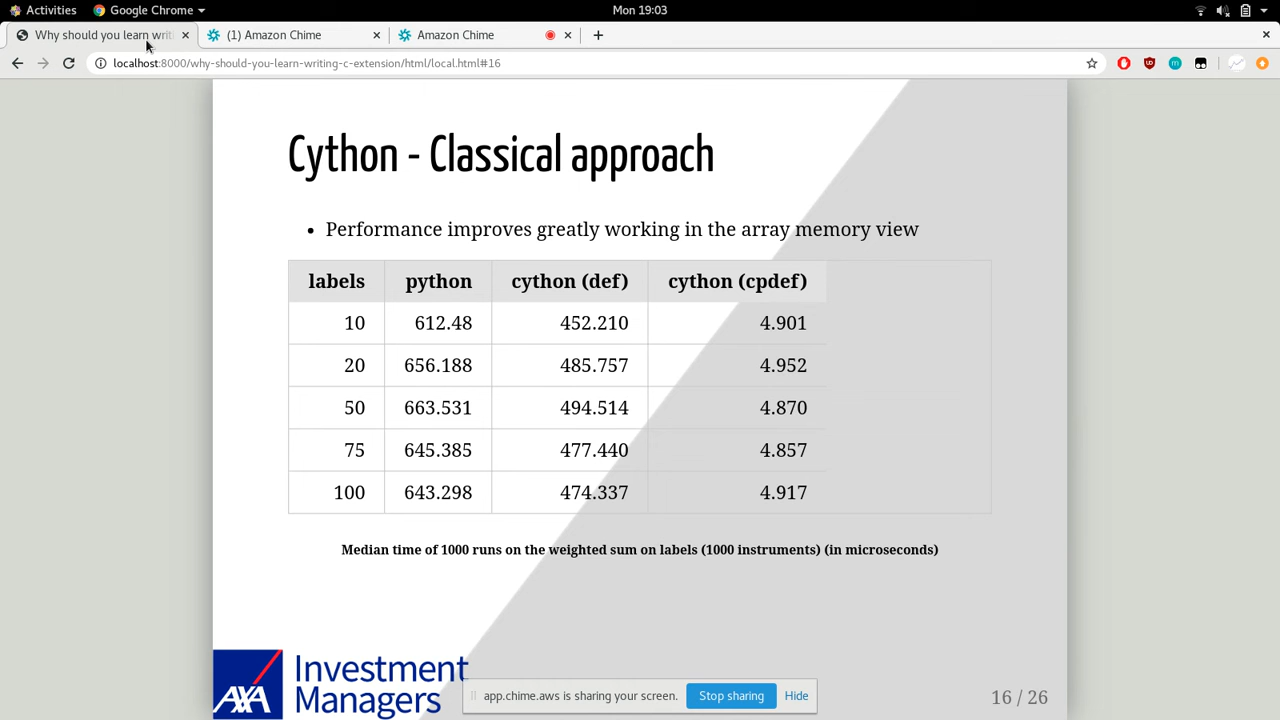 Activities
Google Chrome
Mon 19:03
Why should you learn writ
(1) Amazon Chime
Amazon Chime
localhost:8000/why-should-you-learn-writing-c-extension/html/local.html#16
Cython - Classical approach
• Performance improves greatly working in the array memory view
labels python cython (def) cython (cpdef)
10 612.48 452.210 4.901
20 656.188 485.757 4.952
50 663.531 494.514 4.870
75 645.385 477.440 4.857
100 643.298 474.337 4.917
Median time of 1000 runs on the weighted sum on labels (1000 instruments) (in microseconds)
AXA
Investment
Managers
app.chime.aws is sharing your screen.
Stop sharing
Hide
16 / 26